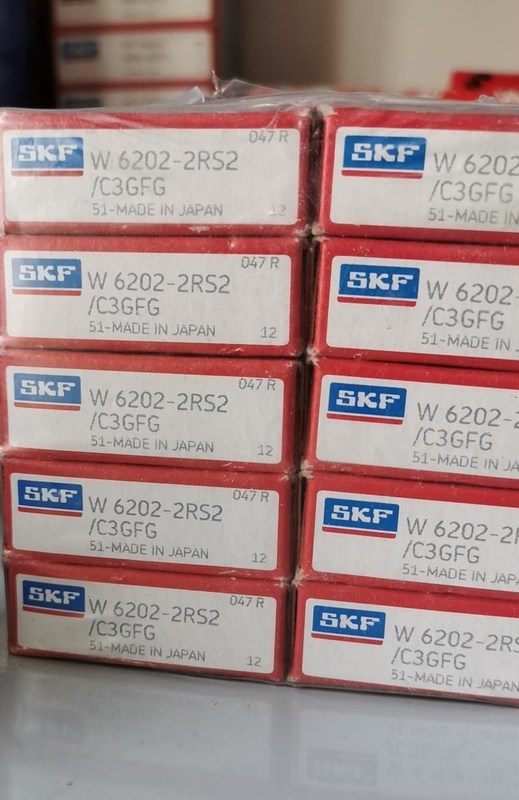 047 R
SKF W 6202-2RS2
/C3GFG
51-MADE IN JAPAN 12
SKF W 6202
/C3GFG
51-MADE IN
047 R
SKF W 6202-2RS2
/C3GFG
51-MADE IN JAPAN 12
SKF W 6202-
/C3GFG
51-MADE IN
047 R
SKF W 6202-2RS2
/C3GFG
51-MADE IN JAPAN 12
SKF W 6202-2
/C3GFG
51-MADE IN JA
047 R
SKF W 6202-2RS2
/C3GFG
51-MADE IN JAPAN 12
SKF W 6202-2R
/C3GFG
51-MADE IN JAPA
047 R
SKF W 6202-2RS2
/C3GFG
51-MADE IN JAPAN 12
SKF W 6202-2RS
/C3GFG
51-MADE IN JAPAN